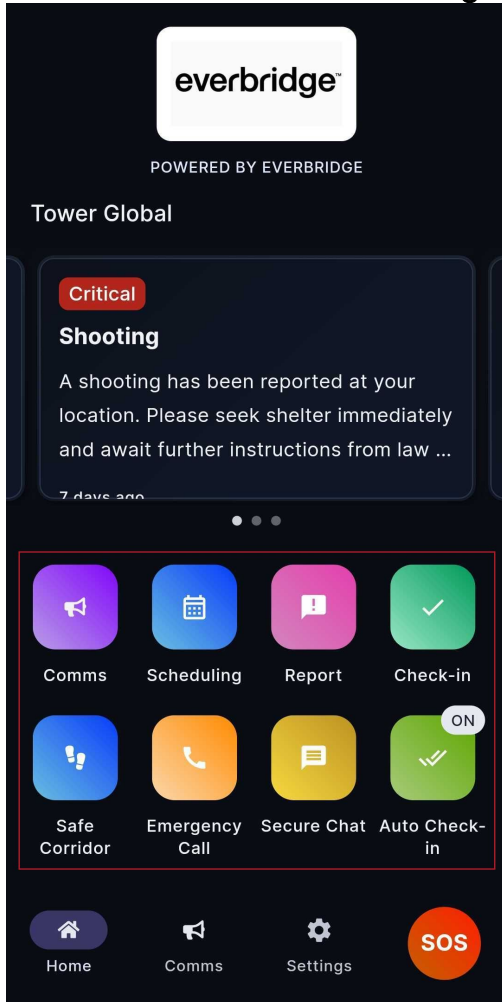 everbridge™
POWERED BY EVERBRIDGE
Tower Global
Critical
Shooting
A shooting has been reported at your
location. Please seek shelter immediately
and await further instructions from law ...
7 days ago
Comms
Scheduling
Report
Check-in
ON
Safe
Corridor
Emergency
Call
Secure Chat
Auto Check-
in
Home
Comms
Settings
SOS